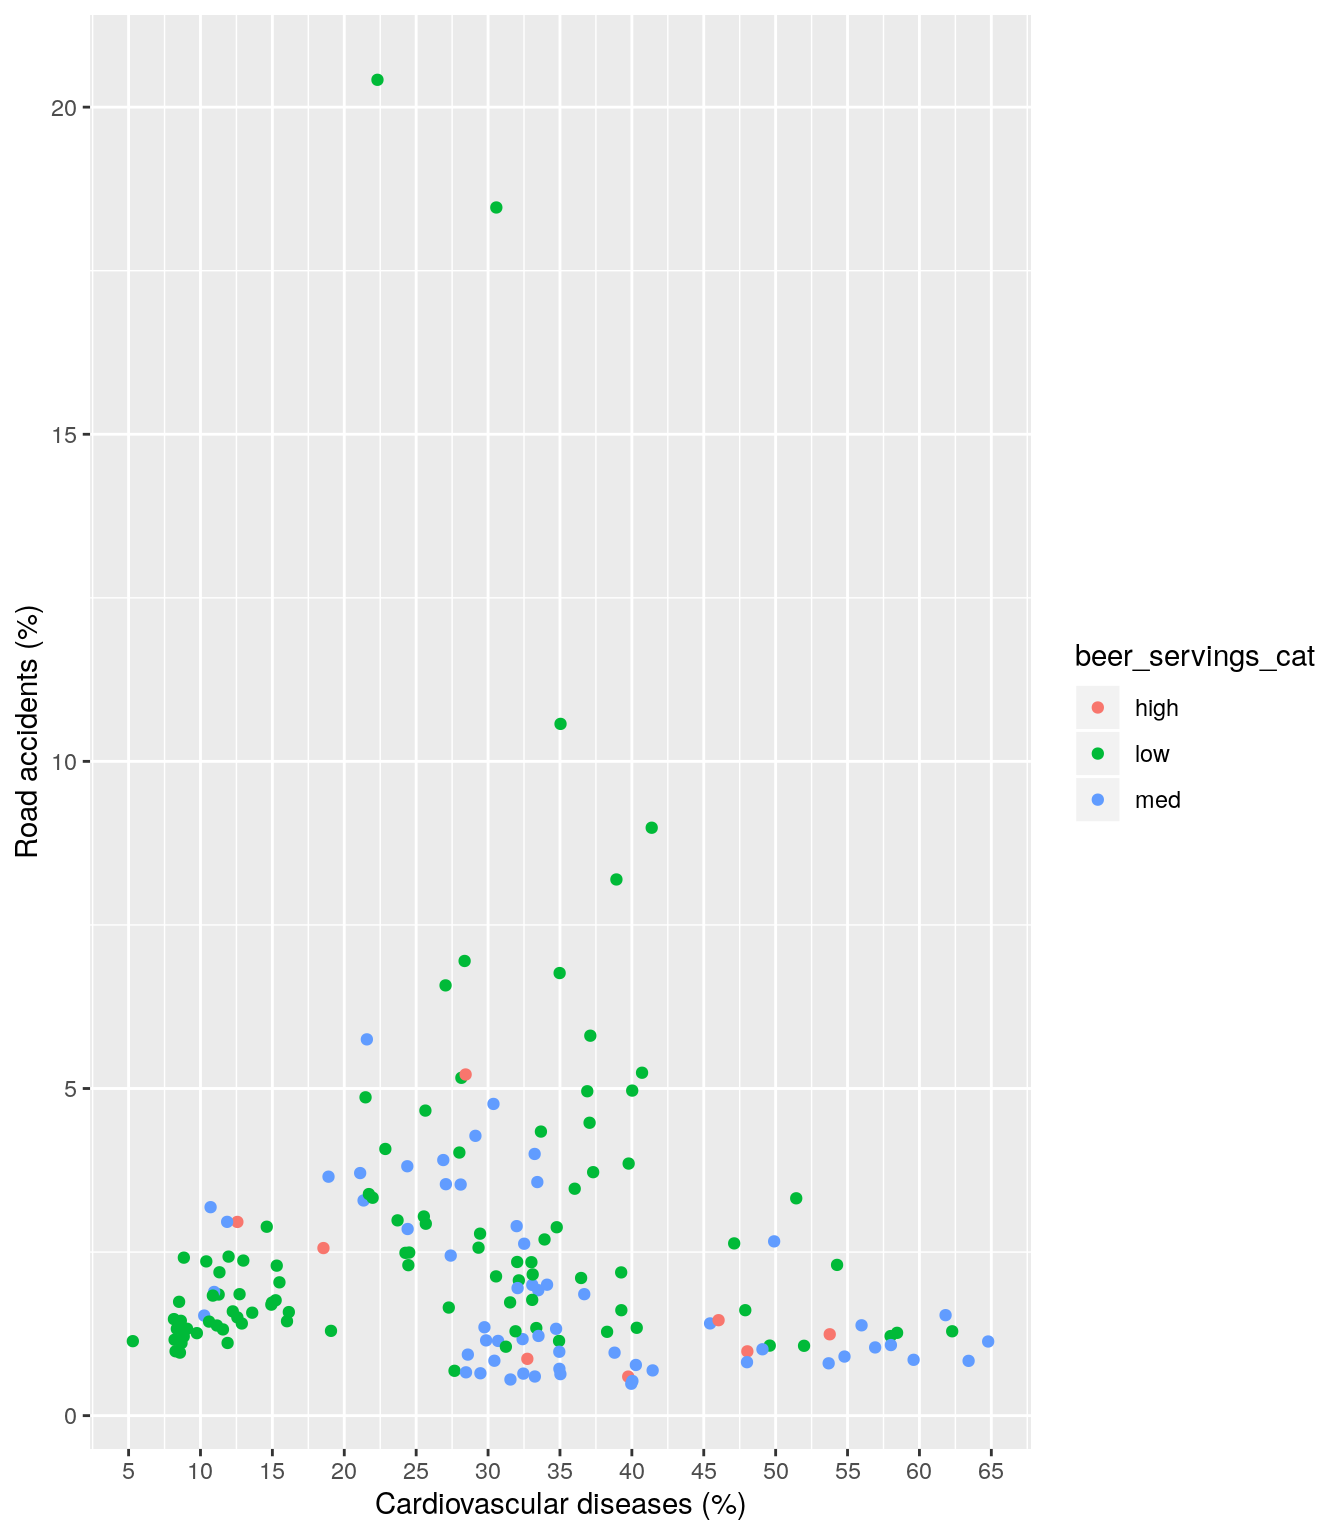 20
15
10
5
0
Road accidents (%)
5 10 15 20 25 30 35 40 45 50 55 60 65
Cardiovascular diseases (%)
beer_servings_cat
high
low
med